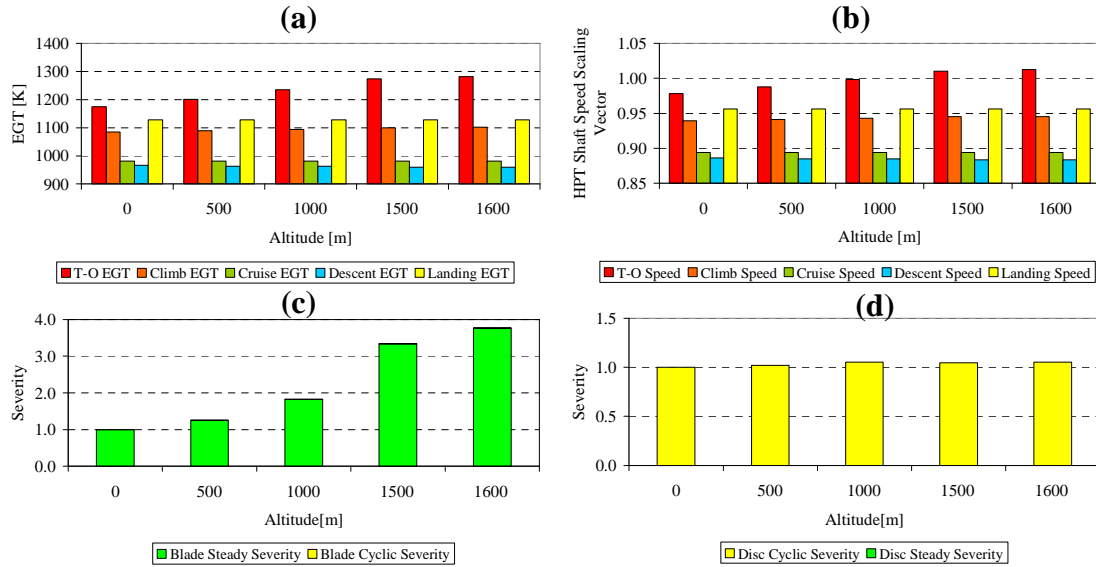 (a)
EGT [K]
1400
1300
1200
1100
1000
900
0 500 1000 1500 1600
Altitude [m]
T-O EGT Climb EGT Cruise EGT Descent EGT Landing EGT
(b)
HPT Shaft Speed Scaling
Vector
1.05
1.00
0.95
0.90
0.85
0 500 1000 1500 1600
Altitude [m]
T-O Speed Climb Speed Cruise Speed Descent Speed Landing Speed
(c)
Severity
4.0
3.0
2.0
1.0
0.0
0 500 1000 1500 1600
Altitude[m]
Blade Steady Severity Blade Cyclic Severity
(d)
Severity
1.5
1.0
0.5
0.0
0 500 1000 1500 1600
Altitude[m]
Disc Cyclic Severity Disc Steady Severity